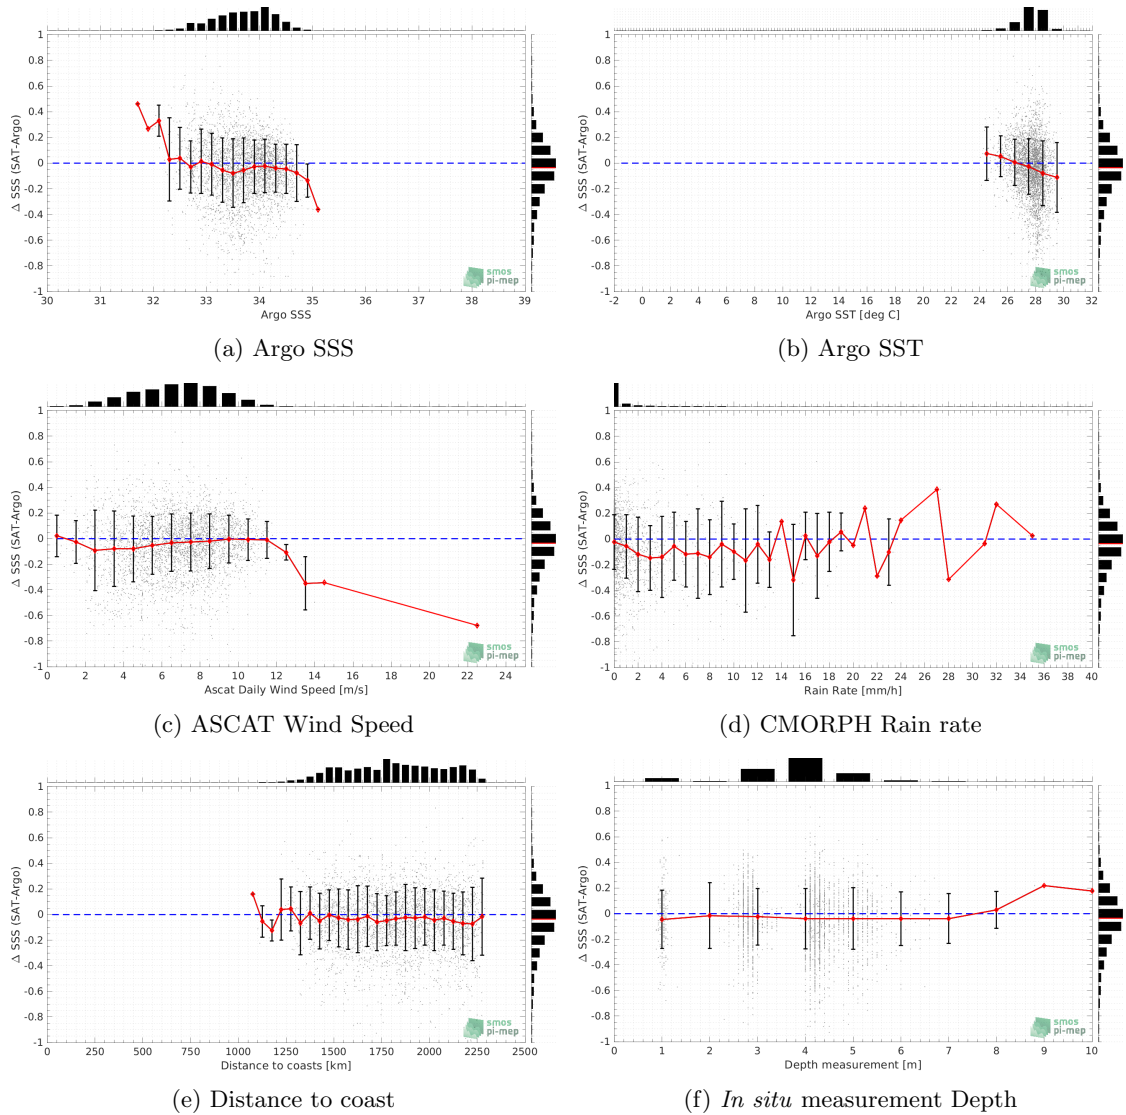 1
0.8
0.6
0.4
0.2
0
-0.2
-0.4
-0.6
-0.8
-1
Δ SSS (SAT-Argo)
30 31 32 33 34 35 36 37 38 39
Argo SSS
smos
pi-mep
(a) Argo SSS
1
0.8
0.6
0.4
0.2
0
-0.2
-0.4
-0.6
-0.8
-1
Δ SSS (SAT-Argo)
-2 0 2 4 6 8 10 12 14 16 18 20 22 24 26 28 30 32
Argo SST [deg C]
smos
pi-mep
(b) Argo SST
1
0.8
0.6
0.4
0.2
0
-0.2
-0.4
-0.6
-0.8
-1
Δ SSS (SAT-Argo)
0 2 4 6 8 10 12 14 16 18 20 22 24
Ascat Daily Wind Speed [m/s]
smos
pi-mep
(c) ASCAT Wind Speed
1
0.8
0.6
0.4
0.2
0
-0.2
-0.4
-0.6
-0.8
-1
Δ SSS (SAT-Argo)
0 2 4 6 8 10 12 14 16 18 20 22 24 26 28 30 32 34 36 38 40
Rain Rate [mm/h]
smos
pi-mep
(d) CMORPH Rain rate
1
0.8
0.6
0.4
0.2
0
-0.2
-0.4
-0.6
-0.8
-1
Δ SSS (SAT-Argo)
0 250 500 750 1000 1250 1500 1750 2000 2250 2500
Distance to coasts [km]
smos
pi-mep
(e) Distance to coast
1
0.8
0.6
0.4
0.2
0
-0.2
-0.4
-0.6
-0.8
-1
Δ SSS (SAT-Argo)
0 1 2 3 4 5 6 7 8 9 10
Depth measurement [m]
smos
pi-mep
(f) In situ measurement Depth